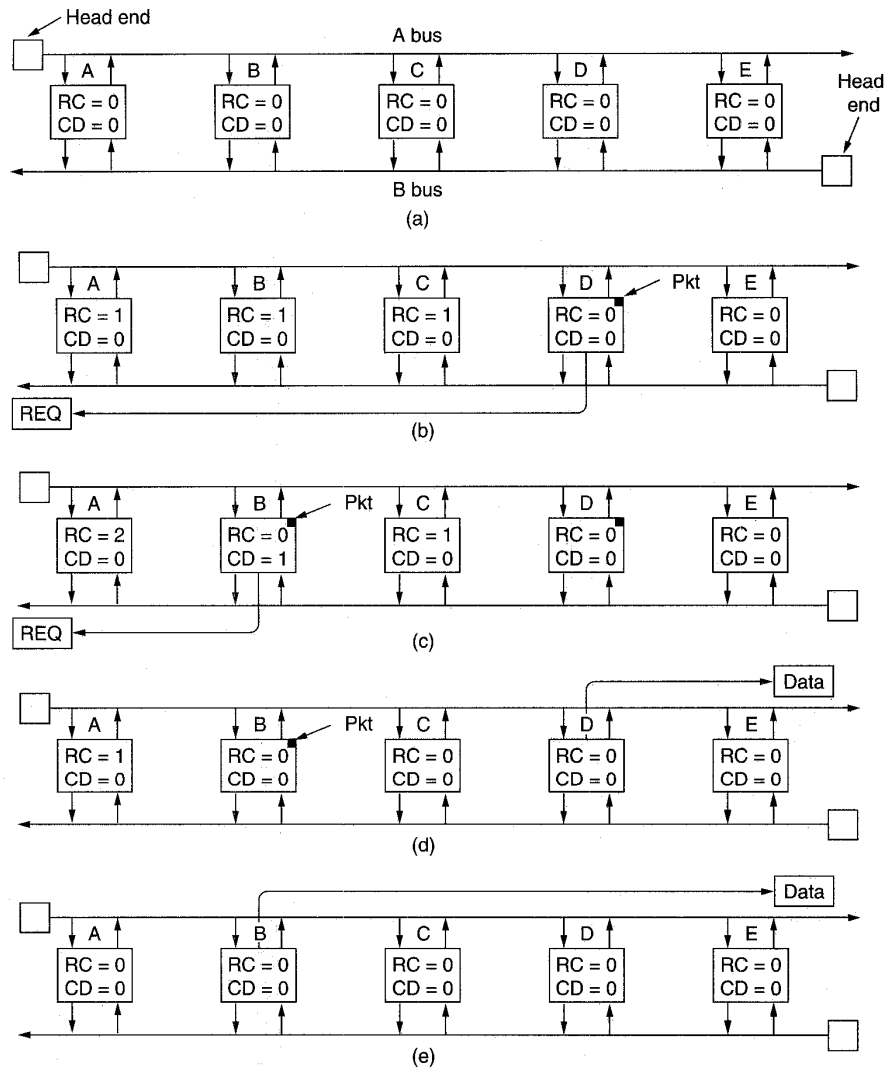 Head end
A bus
A B C D E
Head
end
RC = 0 RC = 0 RC = 0 RC = 0 RC = 0
CD = 0 CD = 0 CD = 0 CD = 0 CD = 0
B bus
(a)
A B C D Pkt E
RC = 1 RC = 1 RC = 1 RC = 0 RC = 0
CD = 0 CD = 0 CD = 0 CD = 0 CD = 0
REQ
(b)
A B Pkt C D E
RC = 2 RC = 0 RC = 1 RC = 0 RC = 0
CD = 0 CD = 1 CD = 0 CD = 0 CD = 0
REQ
(c)
Data
A B Pkt C D E
RC = 1 RC = 0 RC = 0 RC = 0 RC = 0
CD = 0 CD = 0 CD = 0 CD = 0 CD = 0
(d)
Data
A B C D E
RC = 0 RC = 0 RC = 0 RC = 0 RC = 0
CD = 0 CD = 0 CD = 0 CD = 0 CD = 0
(e)